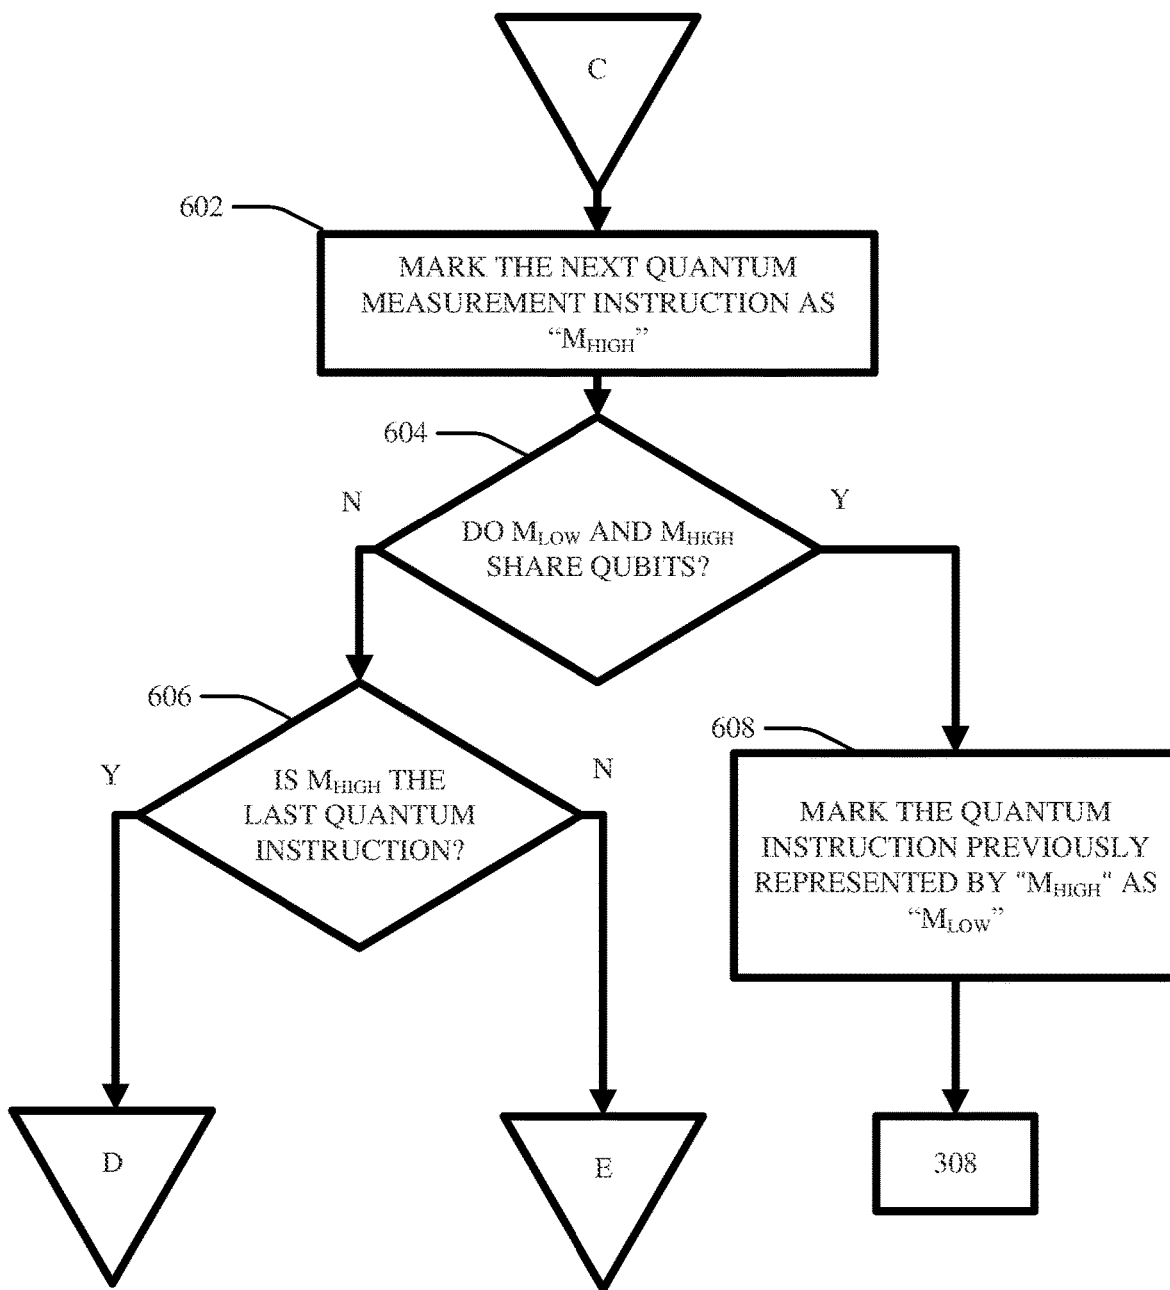 C
602
MARK THE NEXT QUANTUM
MEASUREMENT INSTRUCTION AS
“MHIGH”
604
N
Y
DO MLOW AND MHIGH
SHARE QUBITS?
606
608
Y
N
IS MHIGH THE
LAST QUANTUM
INSTRUCTION?
MARK THE QUANTUM
INSTRUCTION PREVIOUSLY
REPRESENTED BY "MHIGH" AS
“MLOW”
D
E
308